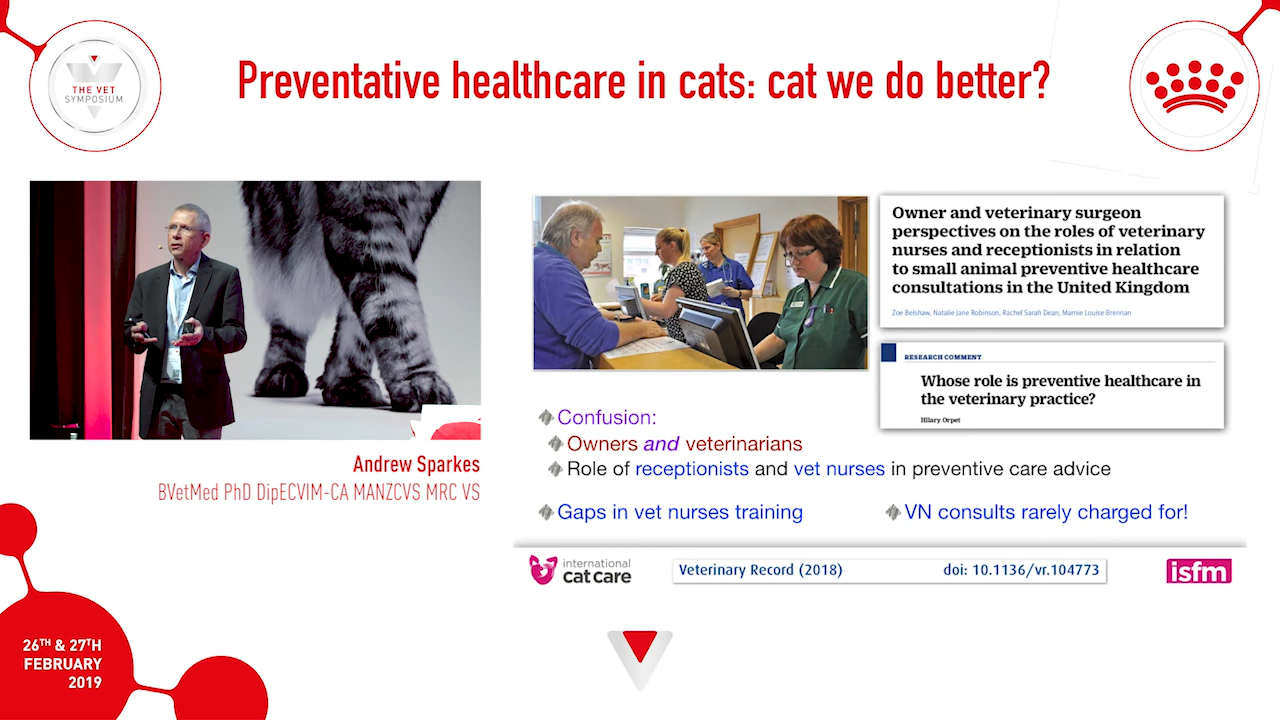 THE VET
SYMPOSIUM
Preventative healthcare in cats: cat we do better?
Andrew Sparkes
BVetMed PhD DipECVIM-CA MANZCVS MRC VS
Owner and veterinary surgeon
perspectives on the roles of veterinary
nurses and receptionists in relation
to small animal preventive healthcare
consultations in the United Kingdom
Zoe Belshaw, Natalie Jane Robinson, Rachel Sarah Dean, Marnie Louise Brennan
RESEARCH COMMENT
Whose role is preventive healthcare in
the veterinary practice?
Hilary Orpet
Confusion:
Owners and veterinarians
Role of receptionists and vet nurses in preventive care advice
Gaps in vet nurses training
VN consults rarely charged for!
international
cat care
Veterinary Record (2018) doi: 10.1136/vr.104773
isfm
26TH & 27TH
FEBRUARY
2019